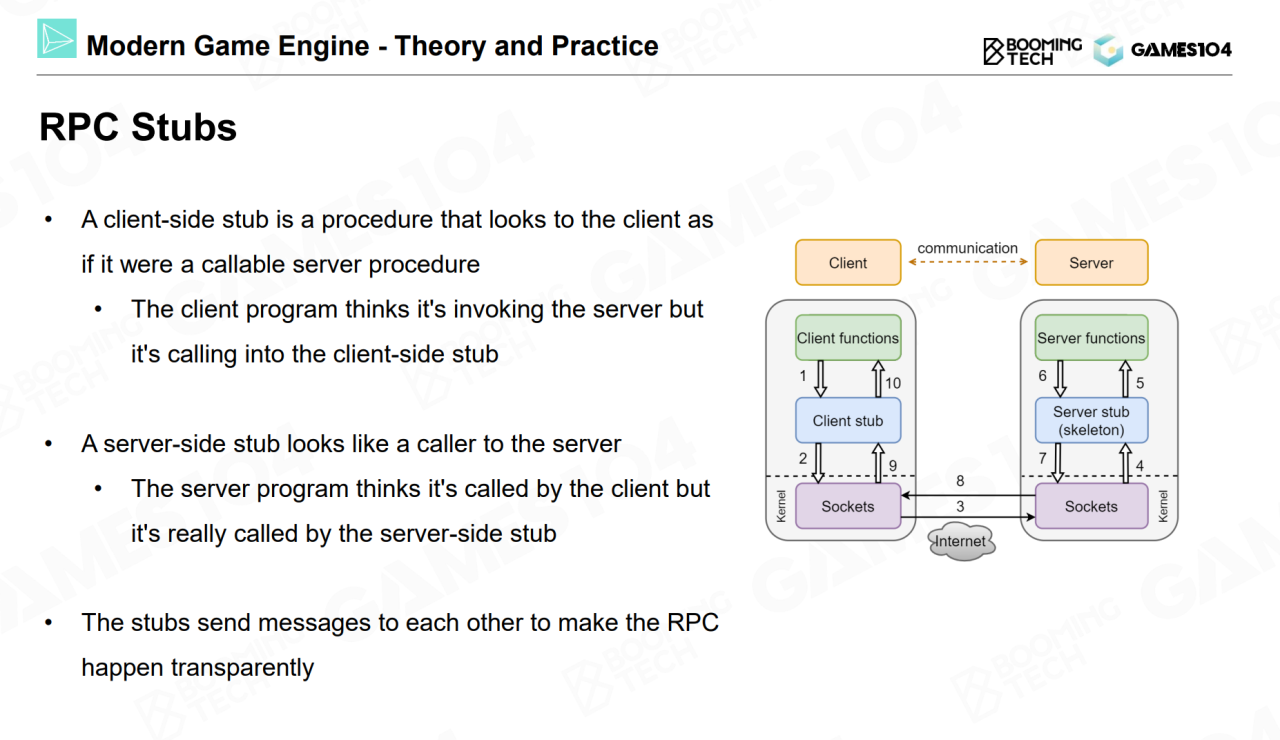 Modern Game Engine - Theory and Practice
BOOMING
TECH
GAMES104
RPC Stubs
• A client-side stub is a procedure that looks to the client as
if it were a callable server procedure
• The client program thinks it's invoking the server but
it's calling into the client-side stub
• A server-side stub looks like a caller to the server
• The server program thinks it's called by the client but
it's really called by the server-side stub
• The stubs send messages to each other to make the RPC
happen transparently
Client
communication
Server
Client functions
Server functions
1
10
6
5
Client stub
Server stub
(skeleton)
2
9
7
4
Kernel
Sockets
8
3
Internet
Sockets
Kernel